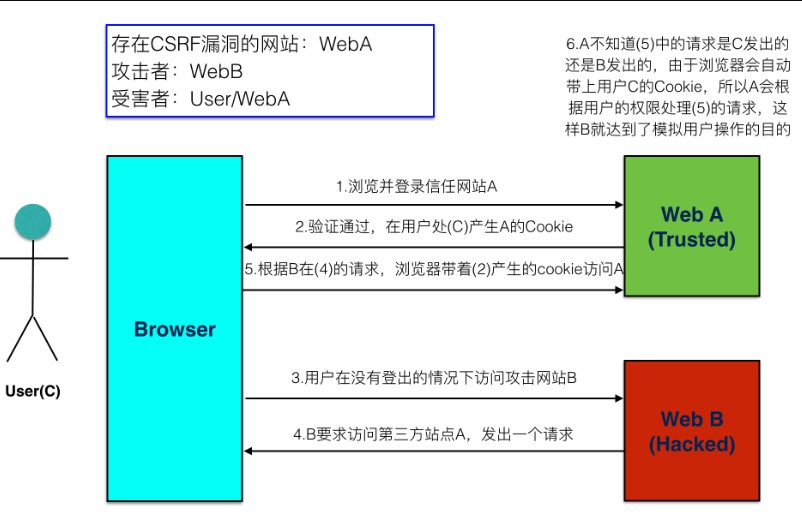 存在CSRF漏洞的网站：WebA
攻击者：WebB
受害者：User/WebA
6.A不知道(5)中的请求是C发出的
还是B发出的，由于浏览器会自动
带上用户C的Cookie，所以A会根
据用户的权限处理(5)的请求，这
样B就达到了模拟用户操作的目的
1.浏览并登录信任网站A
2.验证通过，在用户处(C)产生A的Cookie
5.根据B在(4)的请求，浏览器带着(2)产生的cookie访问A
Web A
(Trusted)
Browser
3.用户在没有登出的情况下访问攻击网站B
4.B要求访问第三方站点A，发出一个请求
Web B
(Hacked)
User(C)